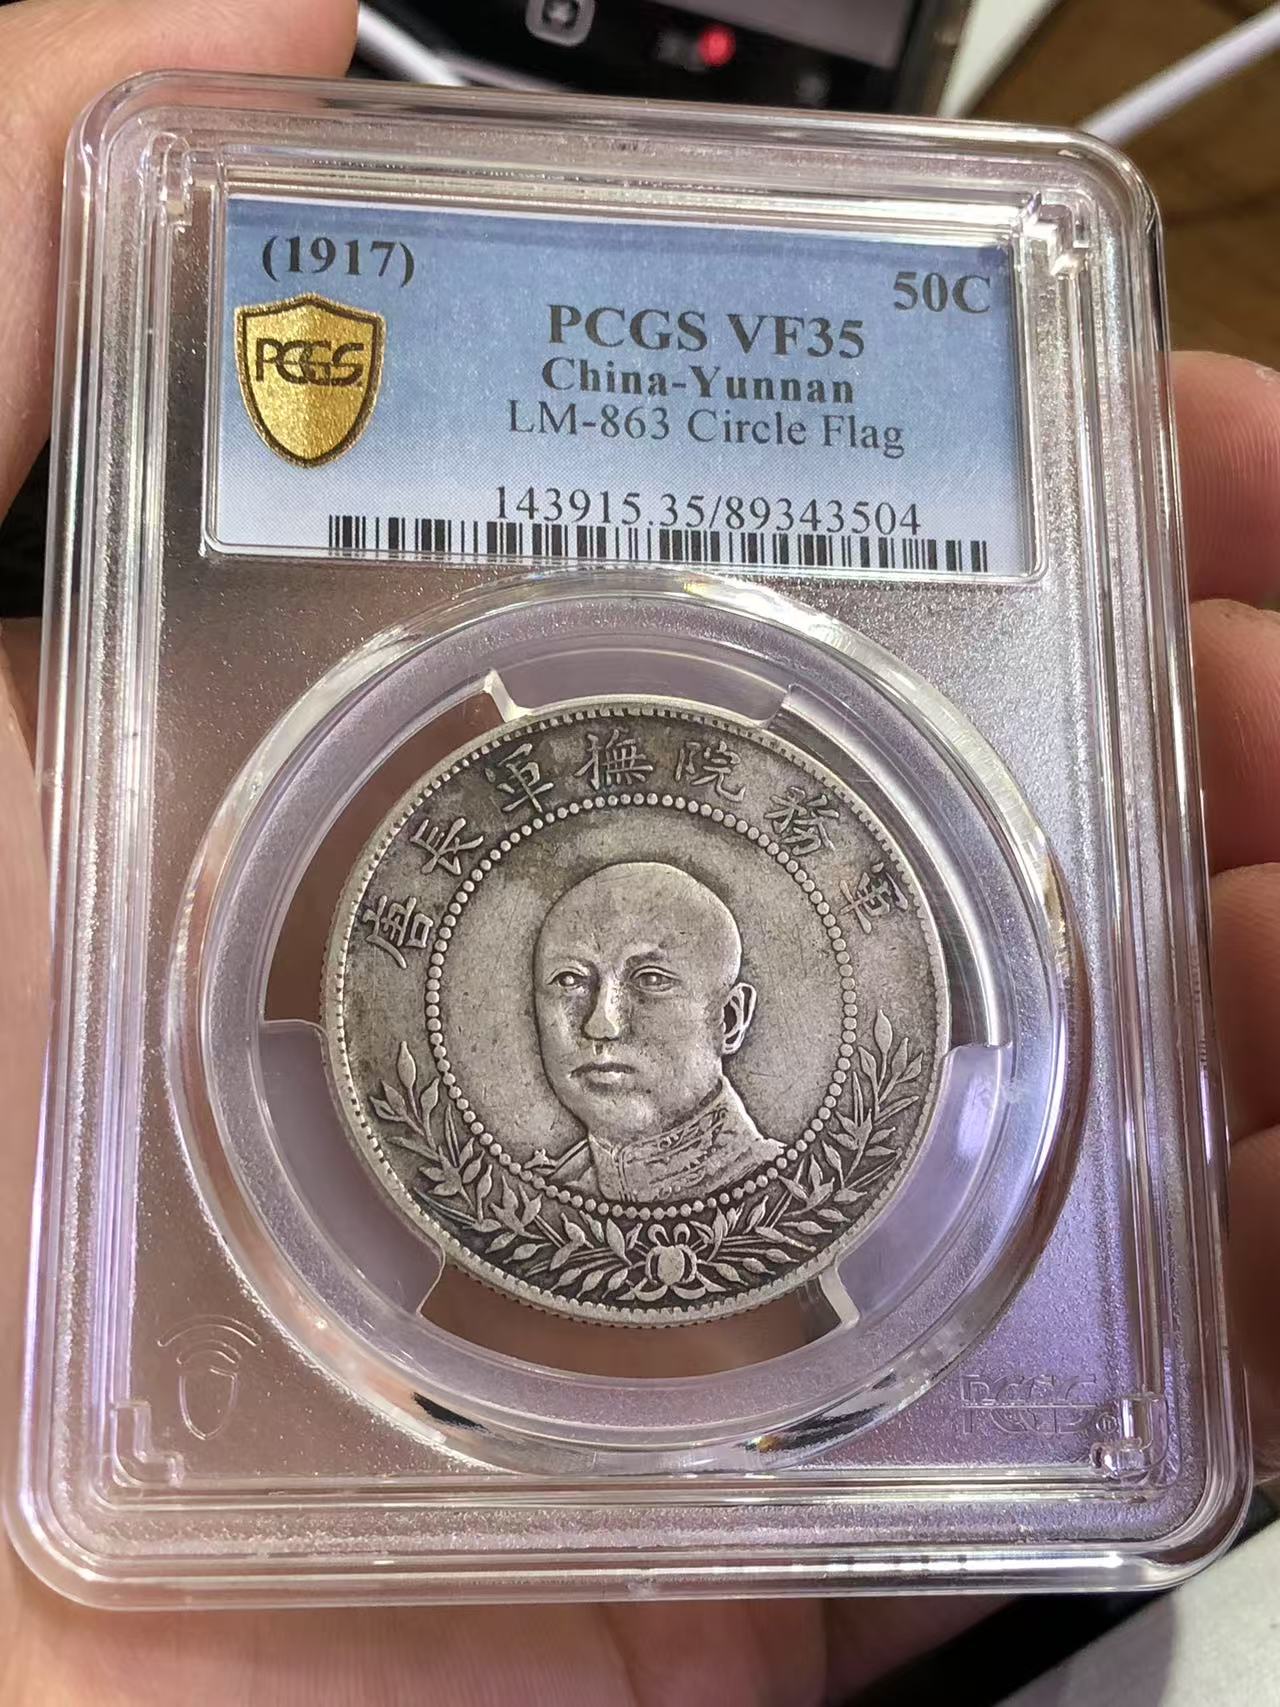 (1917)
50C
PCGS VF35
China-Yunnan
LM-863 Circle Flag
PCGS
143915.35/89343504
軍務院撫軍長唐
PCGS